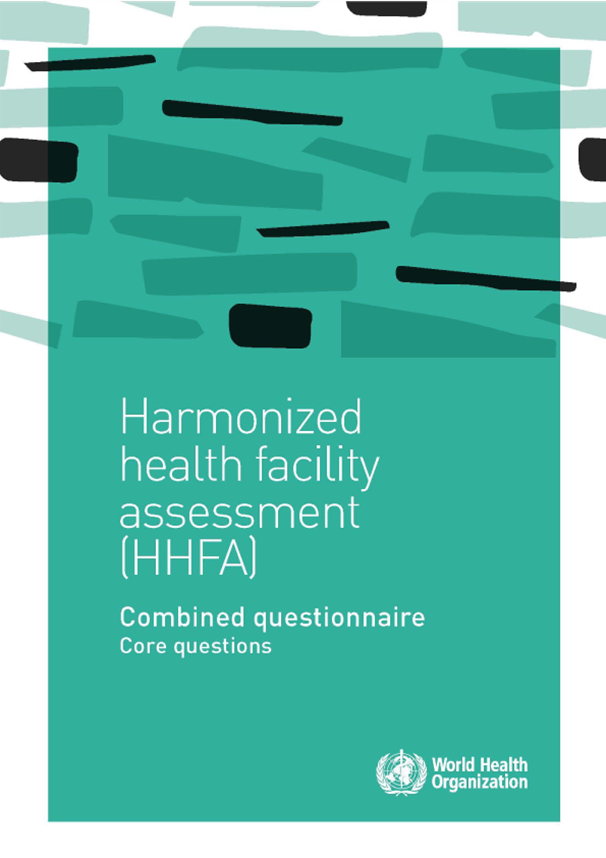 Harmonized
health facility
assessment
(HHFA)
Combined questionnaire
Core questions
World Health
Organization